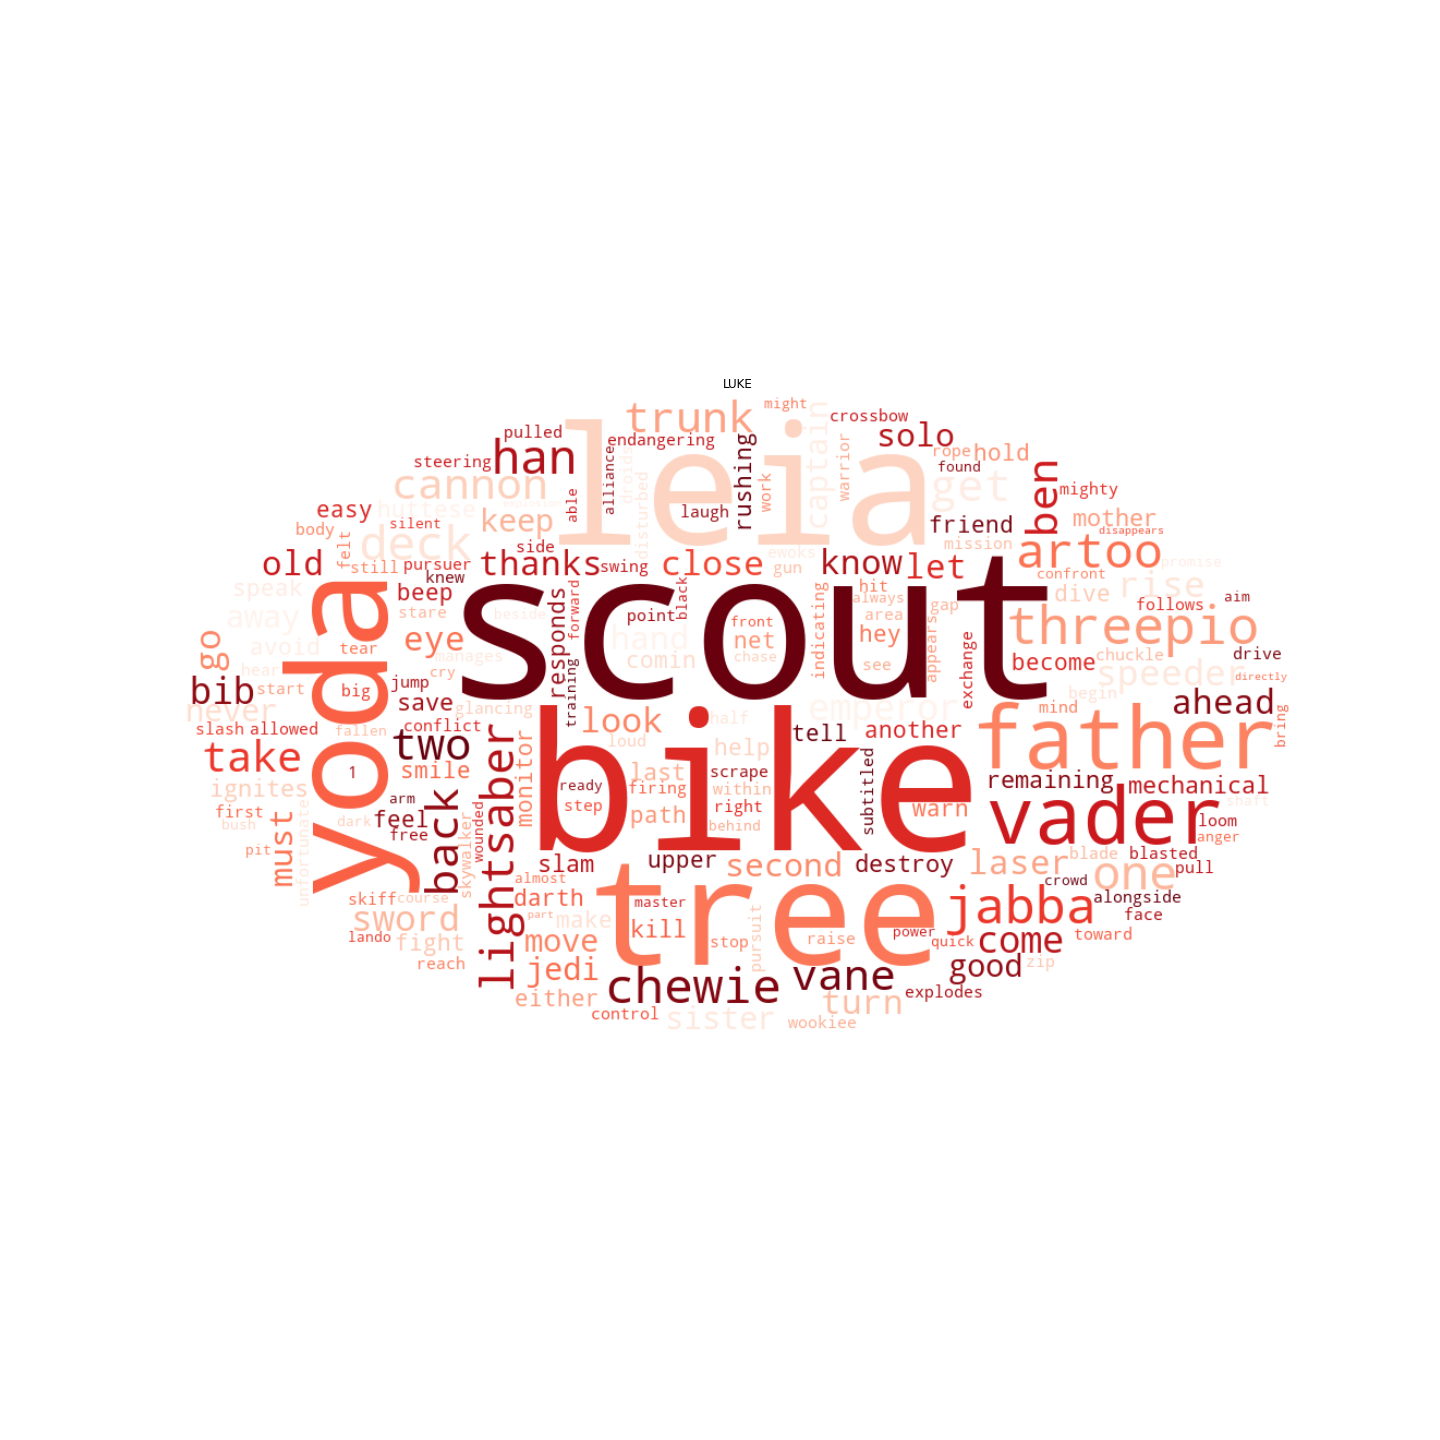 LUKE
might
trunk
captain
crossbow
pulled
leia
solo
han
endangering
rope
hold
steering
alliance
droids
rushing
warrior
found
ben
cannon
disturbed
work
get
mighty
easy
huttese
able
laugh
friend
mother
body
silent
keep
disappears
felt
deck
side
ewoks
mission
artoo
old
still
pursuer
thanks
swing
close
gun
know
let
confront
promise
speak
knew
beep
scout
black
hit
always
dive
rise
away
stare
forward
point
front
indicating
area
gap
follows
aim
yoda
beside
responds
hand
net
hey
threepio
go
avoid
tear
eye
manages
comin
chase
see
appears
exchange
become
chuckle
drive
hear
cry
training
speeder
directly
bib
start
big
jump
save
glancing
emperor
begin
ahead
never
look
half
mind
bring
slash
allowed
fallen
conflict
bike
tell
another
father
take
two
lightsaber
loud
help
1
smile
monitor
last
scrape
subtitled
remaining
mechanical
ignites
ready
firing
within
vader
shaft
first
unfortunate
arm
back
step
path
right
warn
loom
must
dark
feel
wounded
behind
bush
free
anger
pit
skywalker
slam
upper
second
destroy
laser
blade
blasted
one
pull
almost
tree
crowd
skiff
course
darth
master
jabba
alongside
sword
part
make
kill
pursuit
power
face
lando
fight
move
stop
raise
quick
come
toward
reach
jedi
chewie
vane
good
zip
either
turn
explodes
control
sister
wookiee